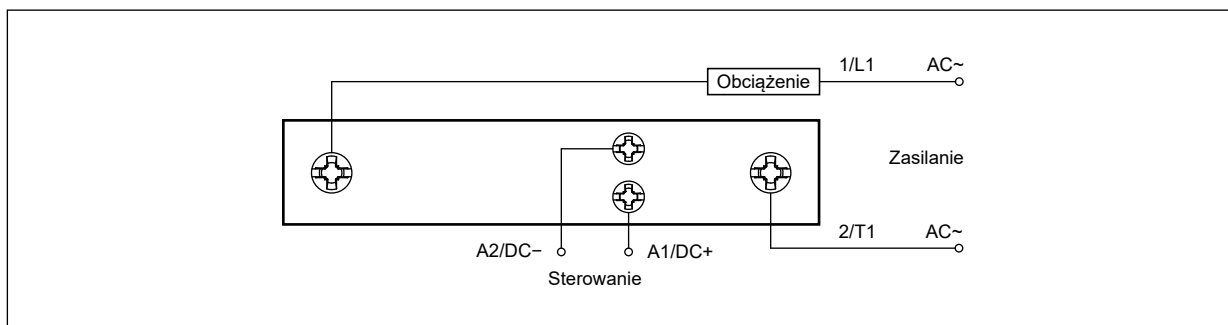 1/L1 AC~
Obciążenie
Zasilanie
2/T1 AC~
A2/DC− A1/DC+
Sterowanie